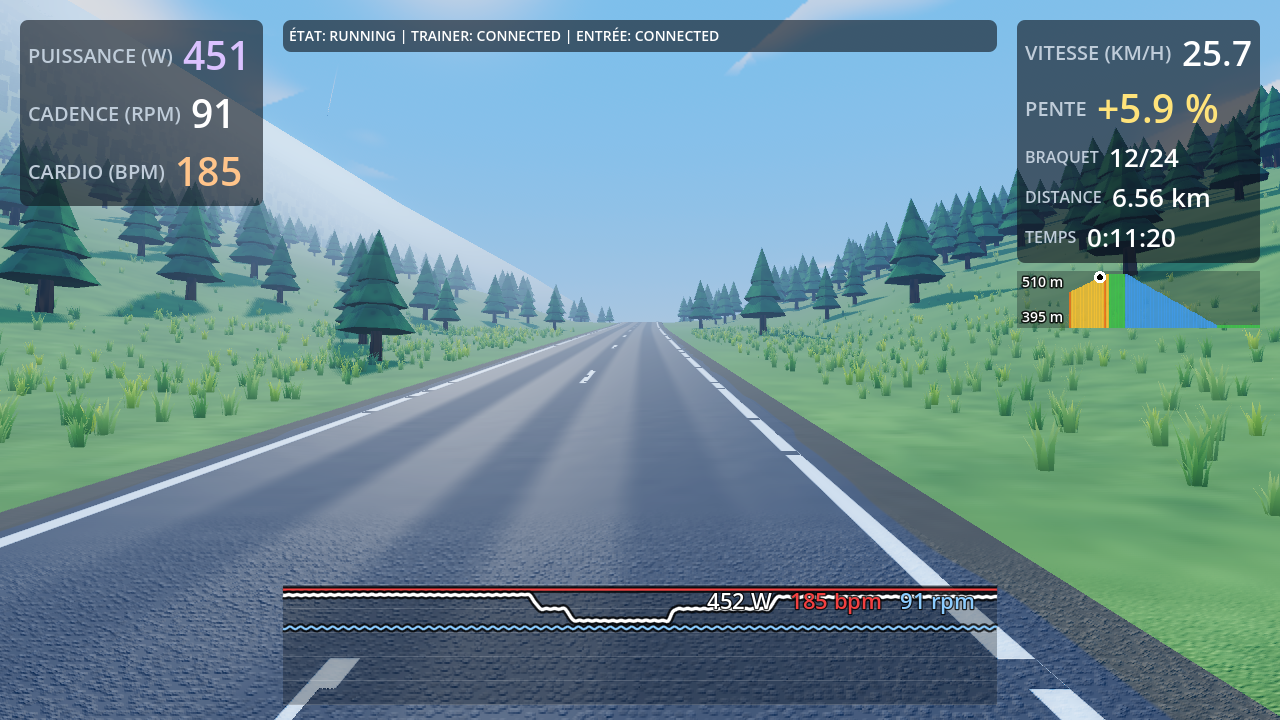 PUISSANCE (W) 451
CADENCE (RPM) 91
CARDIO (BPM) 185
ÉTAT: RUNNING | TRAINER: CONNECTED | ENTRÉE: CONNECTED
VITESSE (KM/H) 25.7
PENTE +5.9 %
BRAQUET 12/24
DISTANCE 6.56 km
TEMPS 0:11:20
510 m
395 m
452 W 185 bpm 91 rpm